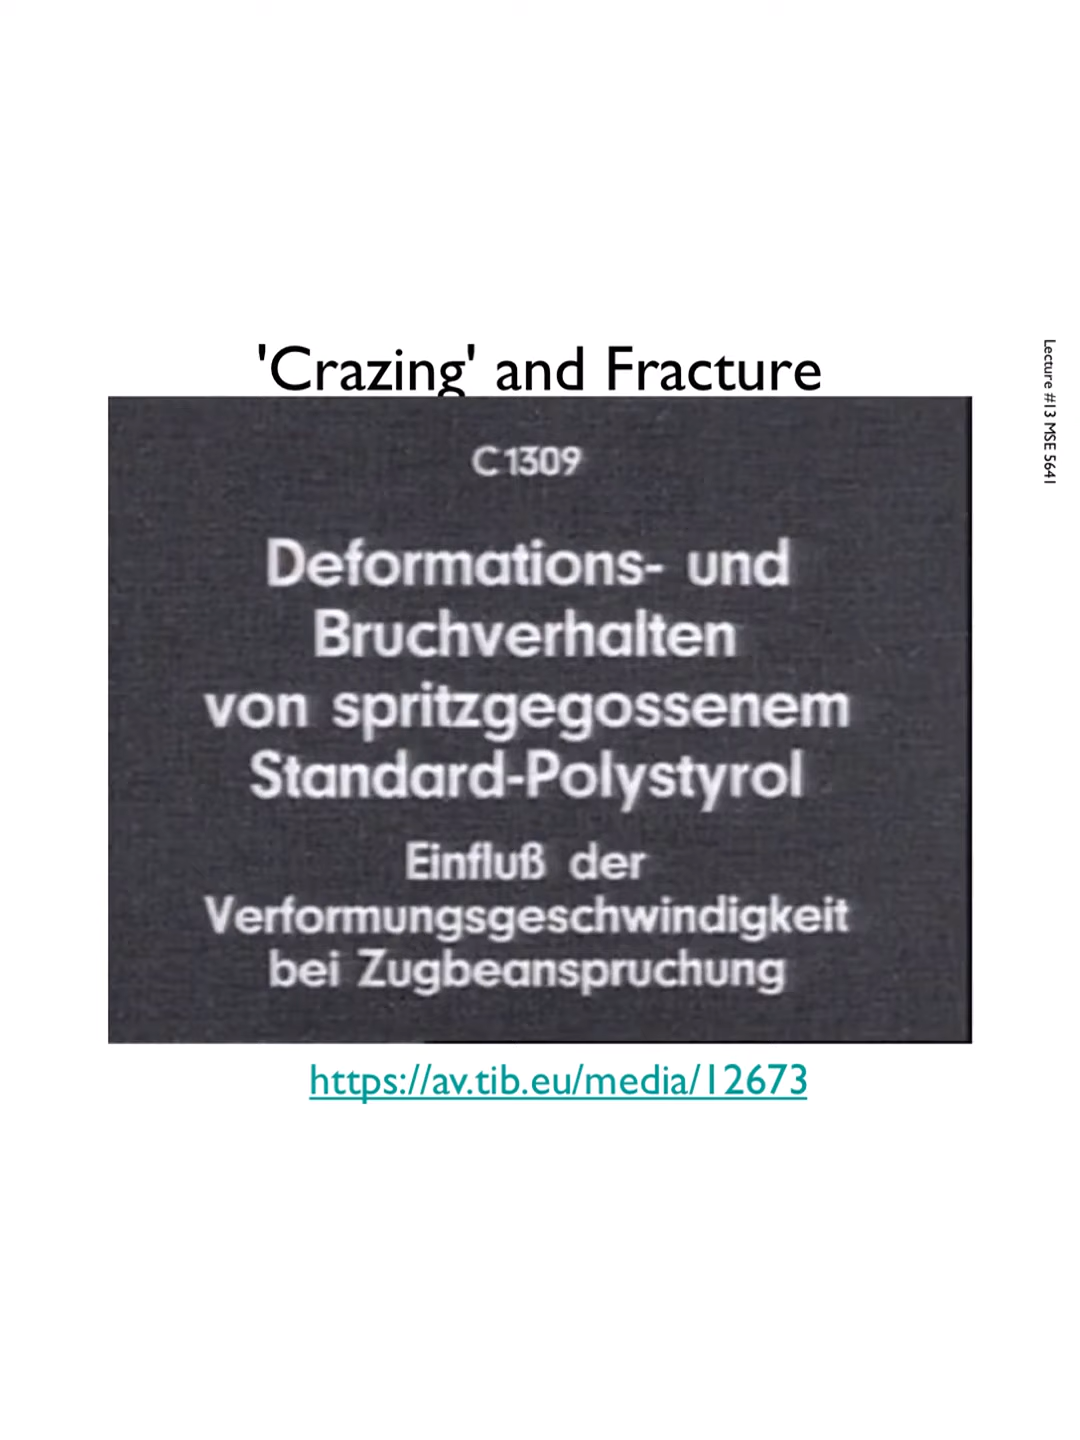 'Crazing' and Fracture
Lecture #13 MSE 5641
C 1309
Deformations- und
Bruchverhalten
von spritzgegossenem
Standard-Polystyrol
Einfluß der
Verformungsgeschwindigkeit
bei Zugbeanspruchung
https://av.tib.eu/media/12673